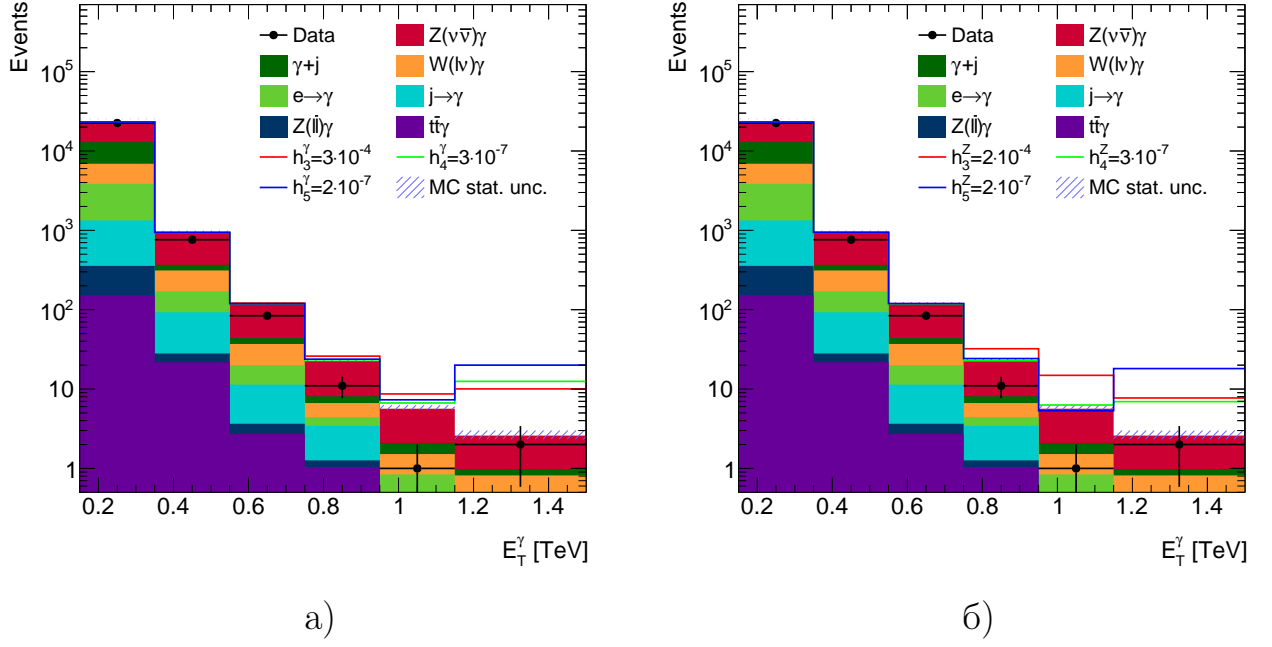 Events
10⁵
10⁴
10³
10²
10
1
Data
Z(νν̅)γ
γ+j
W(lν)γ
e→γ
j→γ
Z(ll̅)γ
tt̅γ
h₃^γ=3·10⁻⁴
h₄^γ=3·10⁻⁷
h₅^γ=2·10⁻⁷
MC stat. unc.
0.2 0.4 0.6 0.8 1 1.2 1.4
E_T^γ [TeV]
а)
Events
10⁵
10⁴
10³
10²
10
1
Data
Z(νν̅)γ
γ+j
W(lν)γ
e→γ
j→γ
Z(ll̅)γ
tt̅γ
h₃^Z=2·10⁻⁴
h₄^Z=3·10⁻⁷
h₅^Z=2·10⁻⁷
MC stat. unc.
0.2 0.4 0.6 0.8 1 1.2 1.4
E_T^γ [TeV]
б)